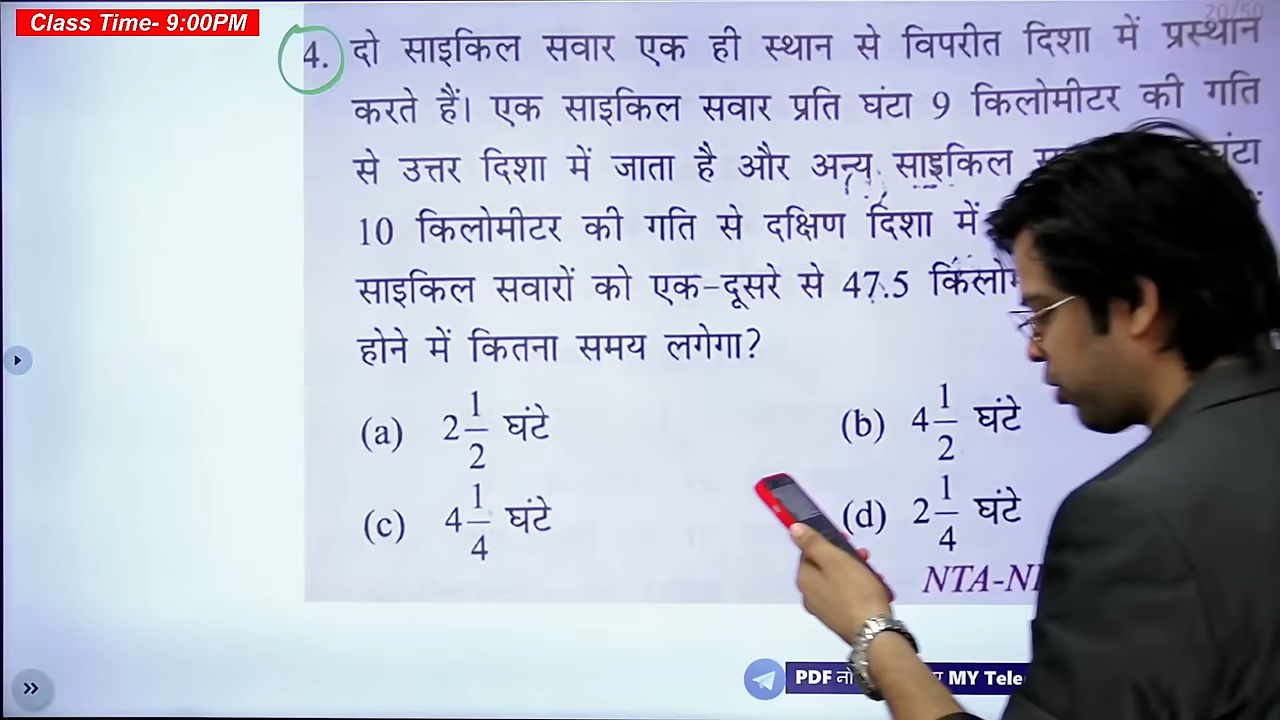 Class Time- 9:00PM
20/50
4. दो साइकिल सवार एक ही स्थान से विपरीत दिशा में प्रस्थान
करते हैं। एक साइकिल सवार प्रति घंटा 9 किलोमीटर की गति
से उत्तर दिशा में जाता है और अन्य साइकिल
10 किलोमीटर की गति से दक्षिण दिशा में
साइकिल सवारों को एक-दूसरे से 47.5
होने में कितना समय लगेगा?
(a) 2 1/2 घंटे (b) 4 1/2 घंटे
(c) 4 1/4 घंटे (d) 2 1/4 घंटे
NTA-
PDF MY